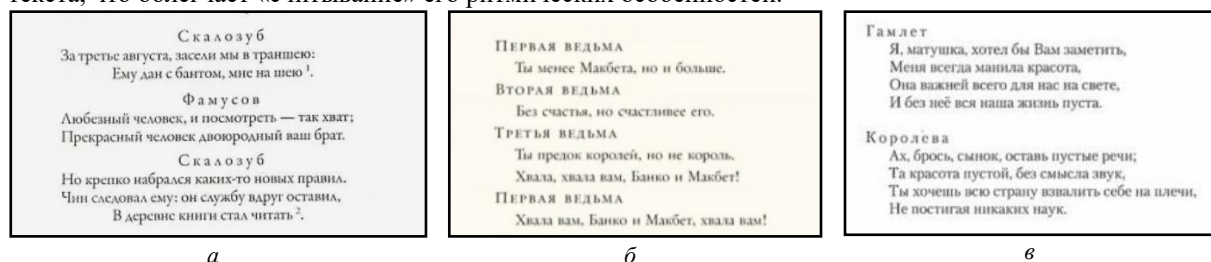 текста, что облегчает «считывание» его ритмических особенностей.
Скалозуб
За третье августа, засели мы в траншею:
Ему дан с бантом, мне на шею ¹.
Фамусов
Любезный человек, и посмотреть — так хват;
Прекрасный человек двоюродный ваш брат.
Скалозуб
Но крепко набрался каких-то новых правил.
Чин следовал ему: он службу вдруг оставил,
В деревне книги стал читать ².
а
Первая ведьма
Ты менее Макбета, но и больше.
Вторая ведьма
Без счастья, но счастливее его.
Третья ведьма
Ты предок королей, но не король.
Хвала, хвала вам, Банко и Макбет!
Первая ведьма
Хвала вам, Банко и Макбет, хвала вам!
б
Гамлет
Я, матушка, хотел бы Вам заметить,
Меня всегда манила красота,
Она важней всего для нас на свете,
И без неё вся наша жизнь пуста.
Королева
Ах, брось, сынок, оставь пустые речи;
Та красота пустой, без смысла звук,
Ты хочешь всю страну взвалить себе на плечи,
Не постигая никаких наук.
в